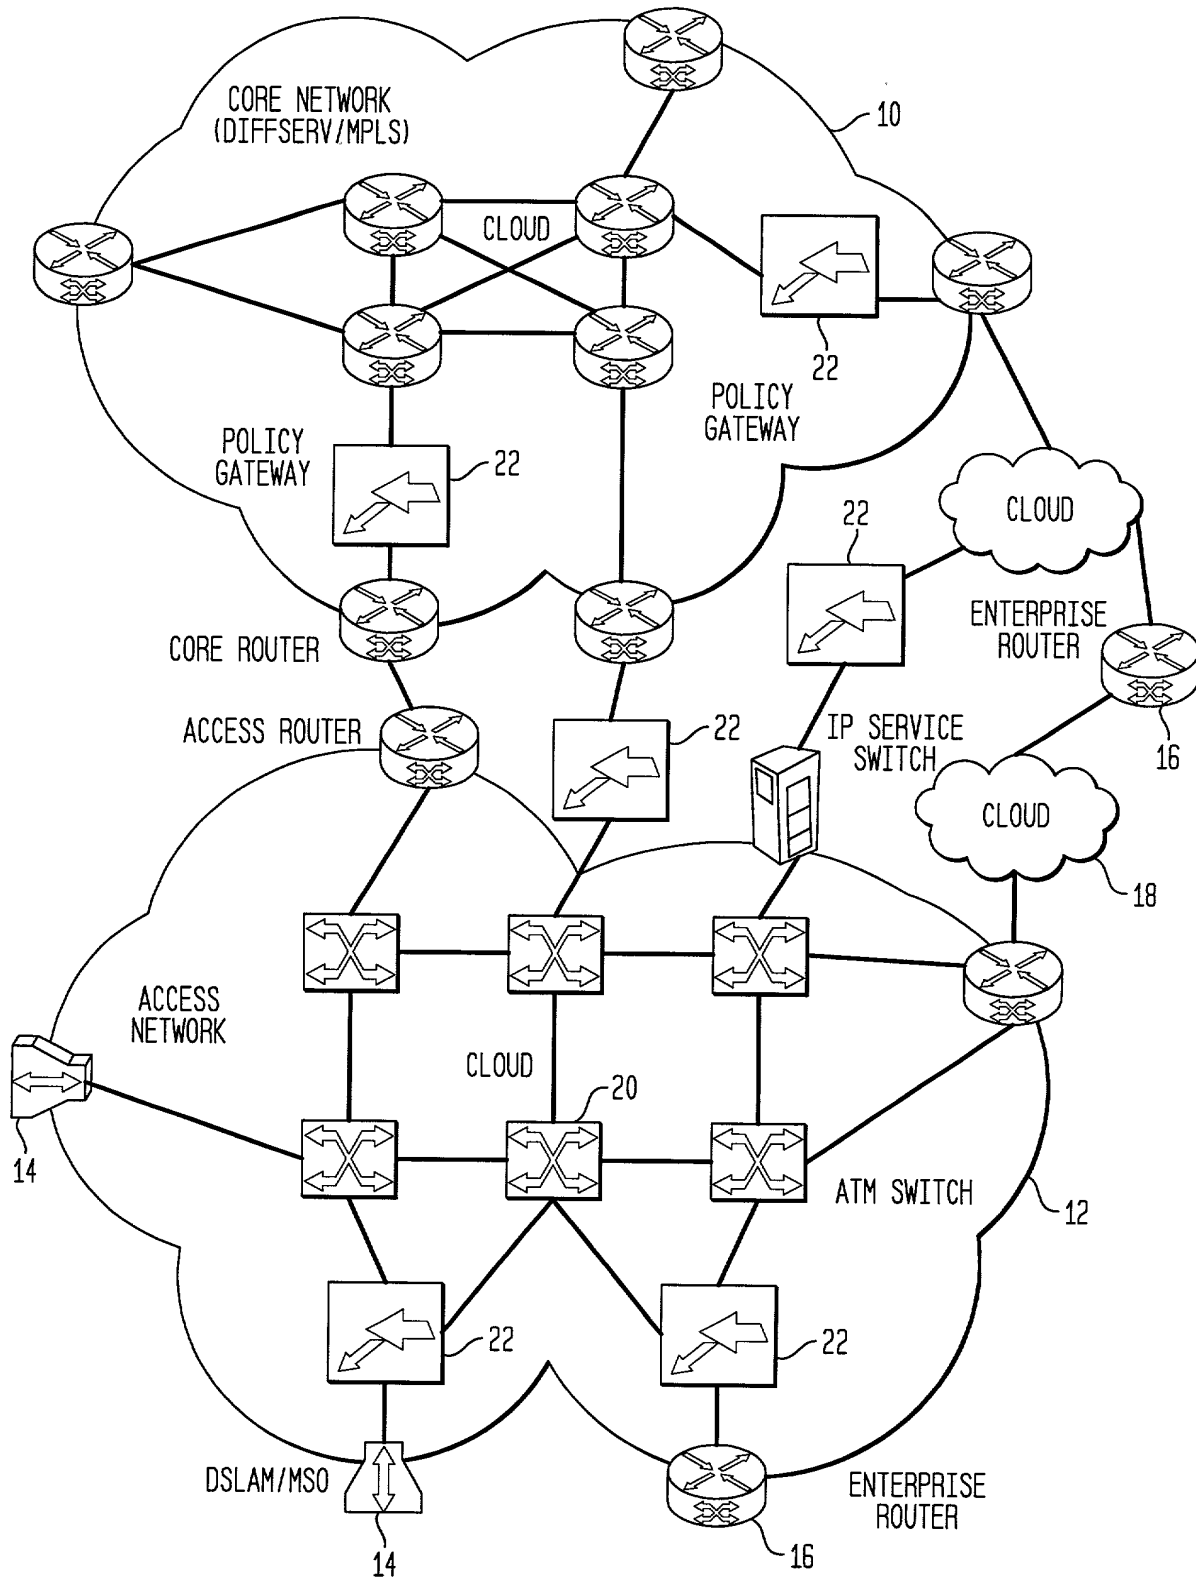 CORE NETWORK
(DIFFSERV/MPLS)
10
CLOUD
22
POLICY
GATEWAY
POLICY
GATEWAY
22
CLOUD
22
ENTERPRISE
ROUTER
CORE ROUTER
ACCESS ROUTER
22
IP SERVICE
SWITCH
16
CLOUD
18
ACCESS
NETWORK
CLOUD
20
14
ATM SWITCH
12
22
22
DSLAM/MSO
ENTERPRISE
ROUTER
14
16